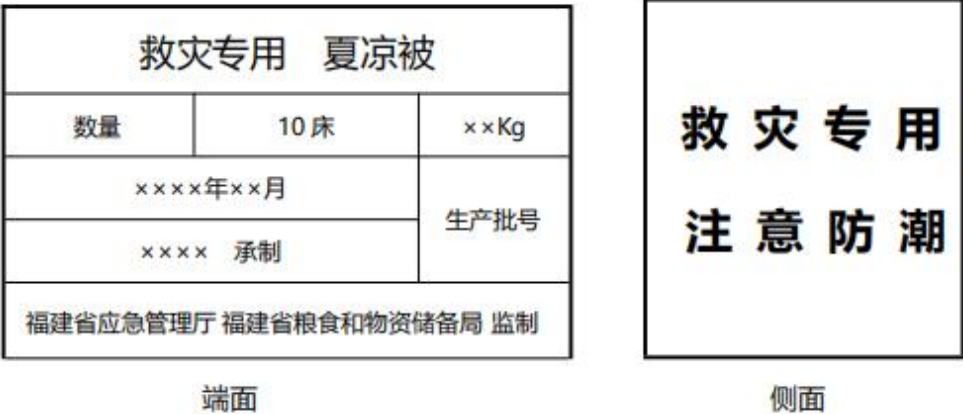 救灾专用 夏凉被
数量 10床 ××Kg
××××年××月
生产批号
×××× 承制
福建省应急管理厅 福建省粮食和物资储备局 监制
端面
救灾专用
注意防潮
侧面